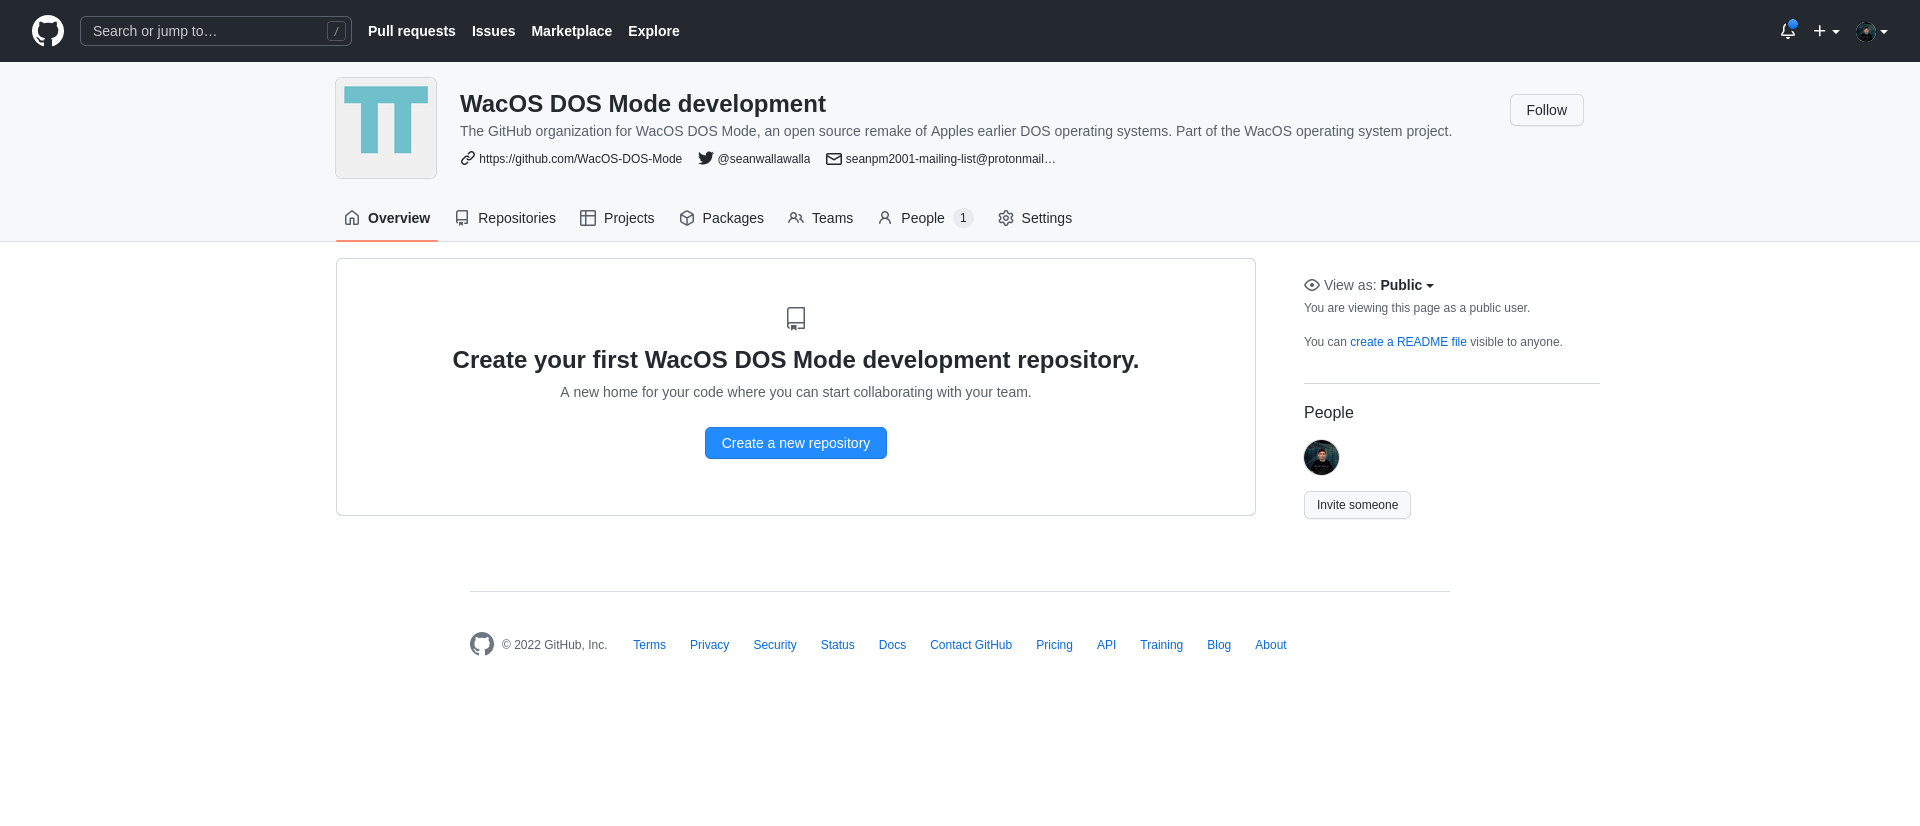 Search or jump to… /
Pull requests Issues Marketplace Explore
WacOS DOS Mode development
Follow
The GitHub organization for WacOS DOS Mode, an open source remake of Apples earlier DOS operating systems. Part of the WacOS operating system project.
https://github.com/WacOS-DOS-Mode @seanwallawalla seanpm2001-mailing-list@protonmail…
Overview Repositories Projects Packages Teams People 1 Settings
Create your first WacOS DOS Mode development repository.
A new home for your code where you can start collaborating with your team.
Create a new repository
View as: Public
You are viewing this page as a public user.
You can create a README file visible to anyone.
People
Invite someone
© 2022 GitHub, Inc. Terms Privacy Security Status Docs Contact GitHub Pricing API Training Blog About